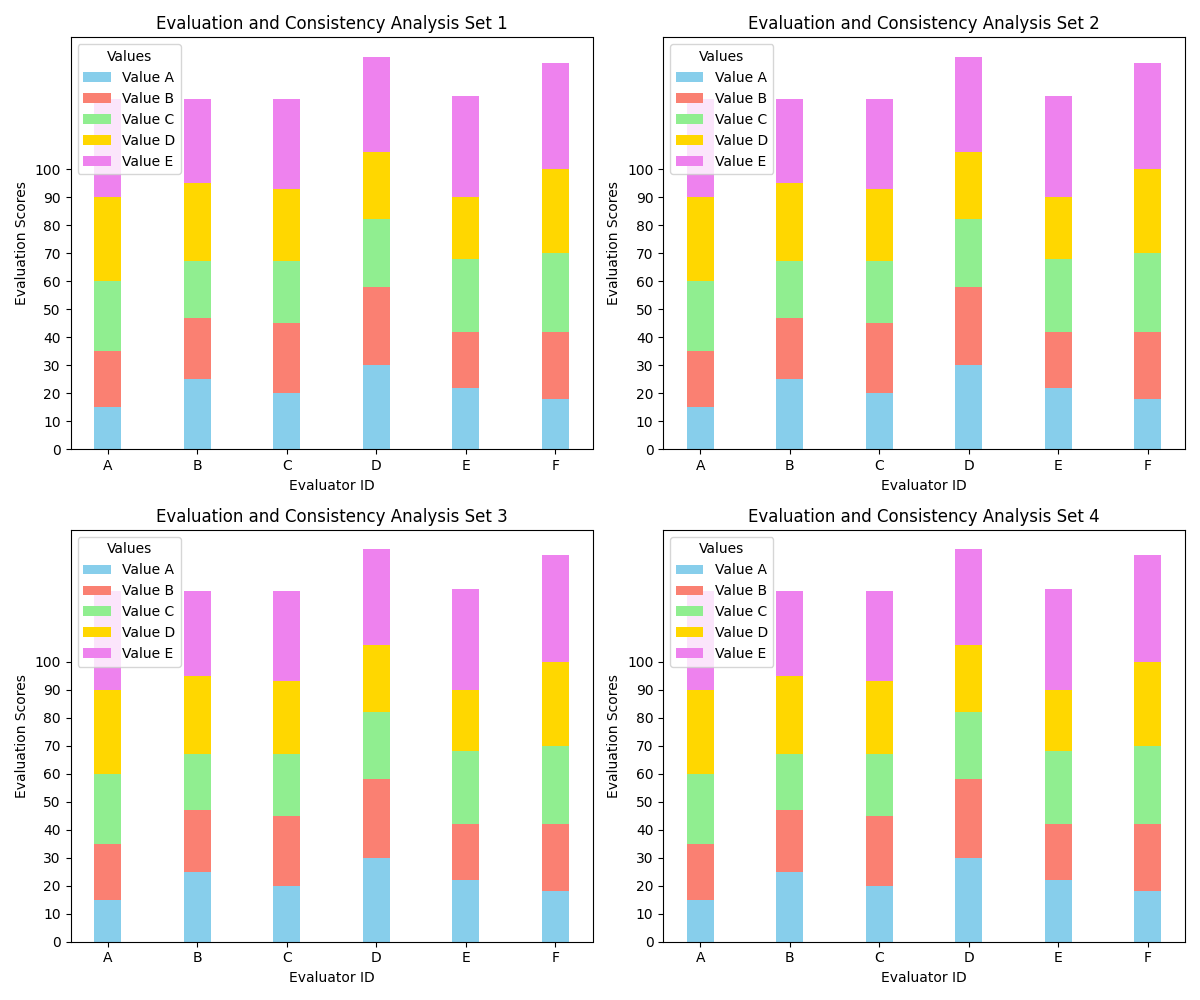 Evaluation and Consistency Analysis Set 1
Values
Value A
Value B
Value C
Value D
Value E
Evaluation Scores
100
90
80
70
60
50
40
30
20
10
0
A B C D E F
Evaluator ID
Evaluation and Consistency Analysis Set 2
Values
Value A
Value B
Value C
Value D
Value E
Evaluation Scores
100
90
80
70
60
50
40
30
20
10
0
A B C D E F
Evaluator ID
Evaluation and Consistency Analysis Set 3
Values
Value A
Value B
Value C
Value D
Value E
Evaluation Scores
100
90
80
70
60
50
40
30
20
10
0
A B C D E F
Evaluator ID
Evaluation and Consistency Analysis Set 4
Values
Value A
Value B
Value C
Value D
Value E
Evaluation Scores
100
90
80
70
60
50
40
30
20
10
0
A B C D E F
Evaluator ID